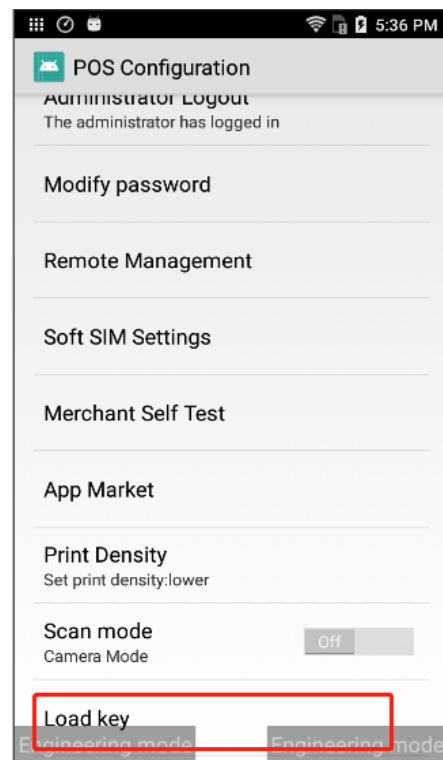 5:36 PM
POS Configuration
Administrator Logout
The administrator has logged in
Modify password
Remote Management
Soft SIM Settings
Merchant Self Test
App Market
Print Density
Set print density:lower
Scan mode
Off
Camera Mode
Load key
Engineering mode Engineering mode